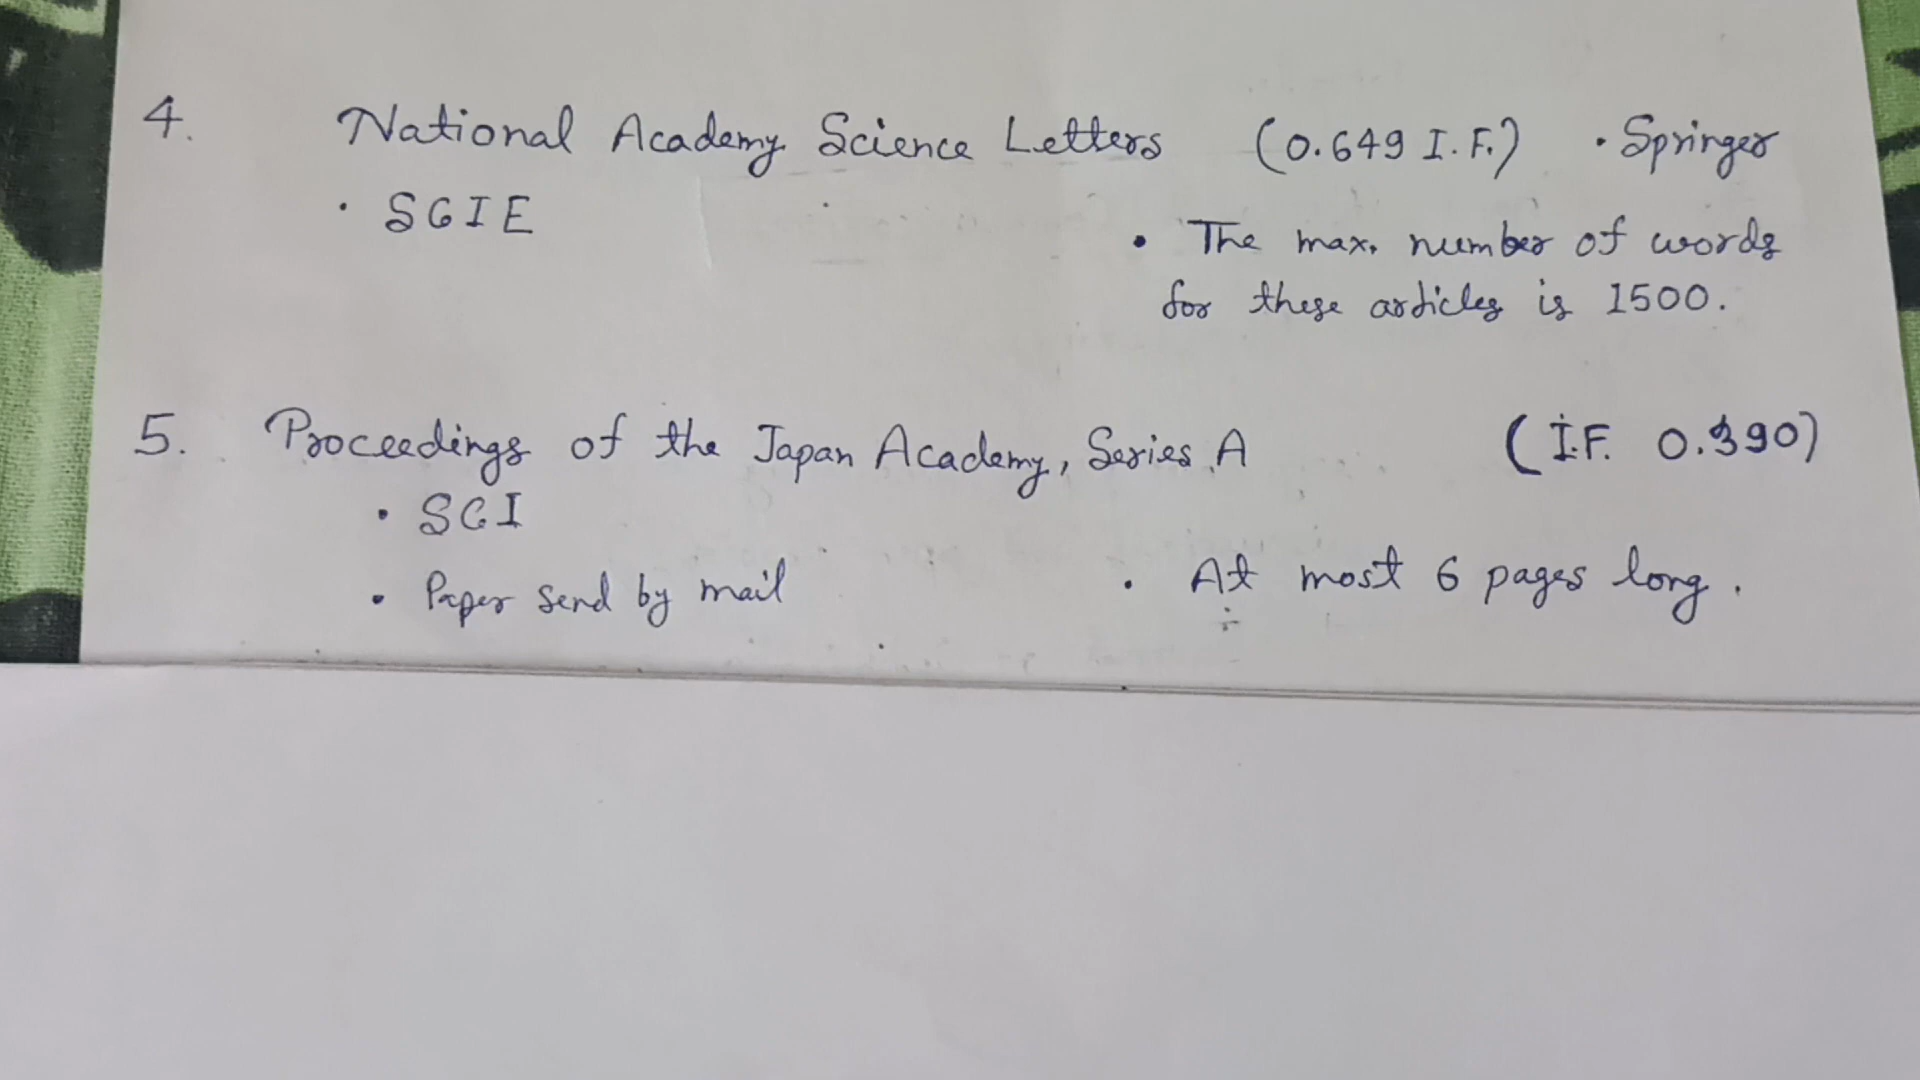 4. National Academy Science Letters (0.649 I.F.) · Springer
· SCIE
· The max. number of words
for these articles is 1500.
5. Proceedings of the Japan Academy, Series A (I.F. 0.390)
· SCI
· Paper send by mail · At most 6 pages long.